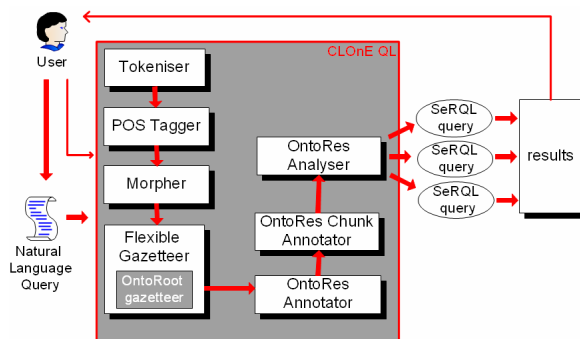 CLOnE QL
User
Tokeniser
POS Tagger
Morpher
Flexible
Gazetteer
OntoRoot
gazetteer
Natural
Language
Query
OntoRes
Analyser
OntoRes Chunk
Annotator
OntoRes
Annotator
SeRQL
query
SeRQL
query
SeRQL
query
results